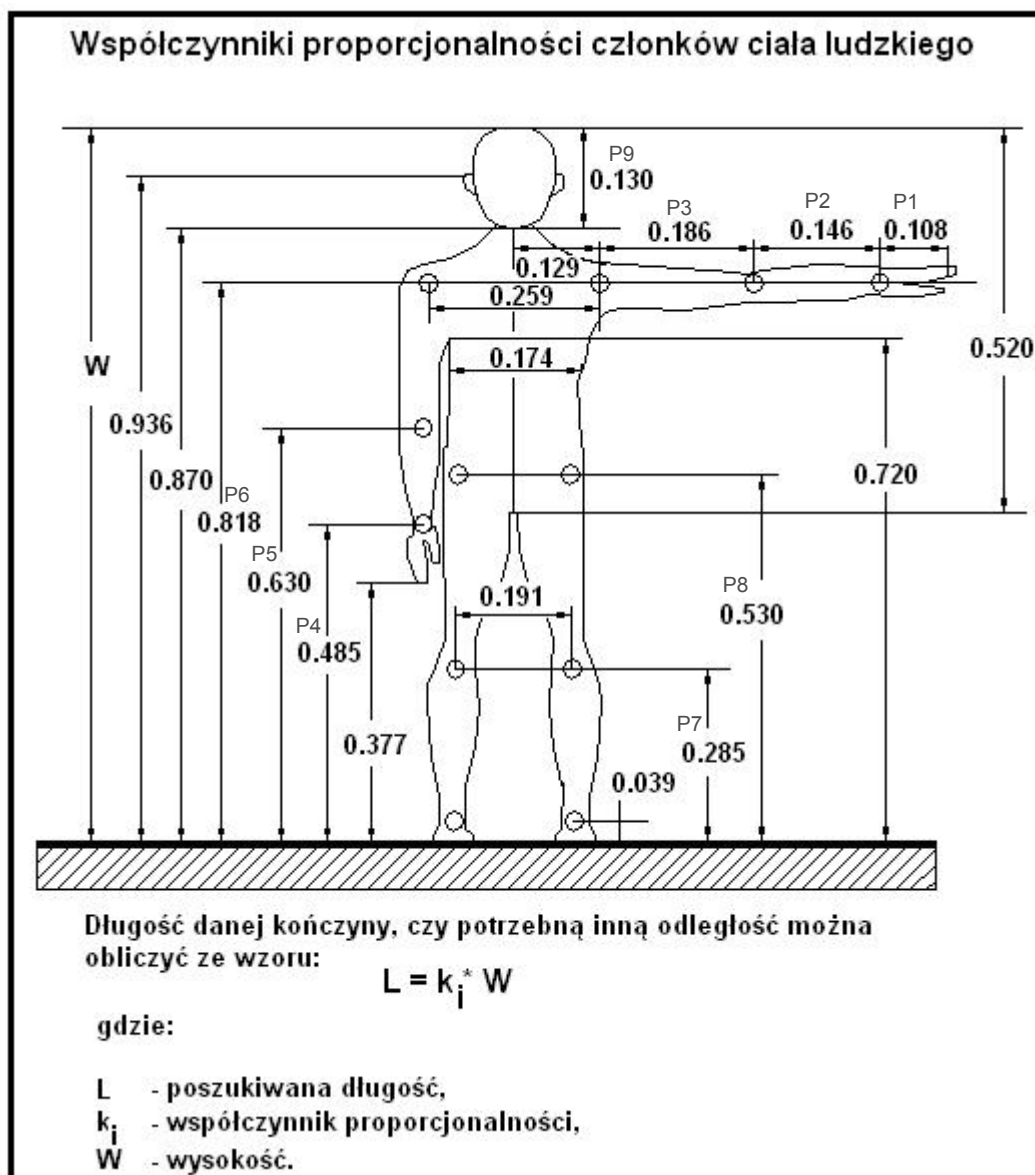 Współczynniki proporcjonalności członków ciała ludzkiego
P9
0.130
P3
P2
P1
0.186
0.146
0.108
0.129
0.259
0.520
W
0.174
0.936
0.720
0.870
P6
0.818
P5
0.630
P8
0.530
0.191
P4
0.485
P7
0.285
0.377
0.039
Długość danej kończyny, czy potrzebną inną odległość można
obliczyć ze wzoru:
L = ki* W
gdzie:
L - poszukiwana długość,
ki - współczynnik proporcjonalności,
W - wysokość.